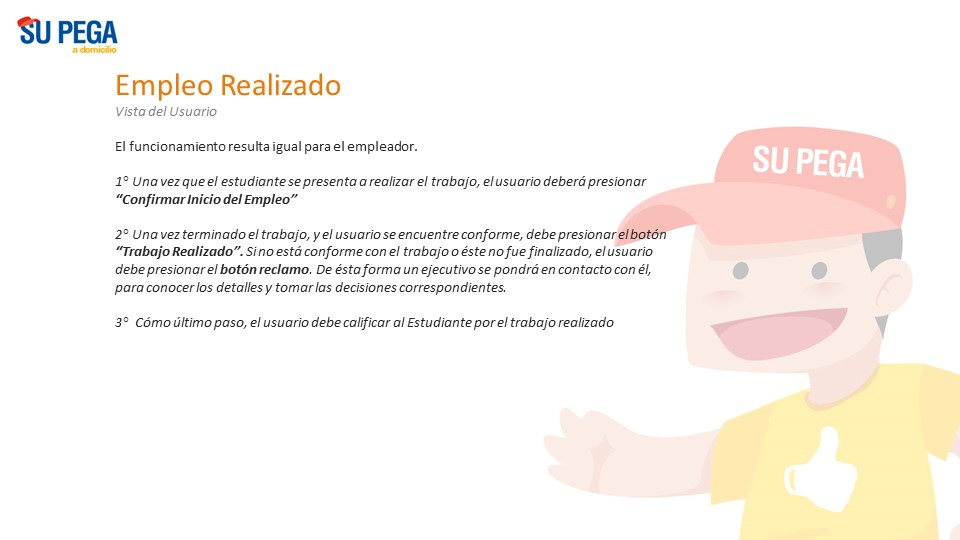 SU PEGA
a domicilio
Empleo Realizado
Vista del Usuario
El funcionamiento resulta igual para el empleador.
1° Una vez que el estudiante se presenta a realizar el trabajo, el usuario deberá presionar
“Confirmar Inicio del Empleo”
2° Una vez terminado el trabajo, y el usuario se encuentre conforme, debe presionar el botón
“Trabajo Realizado”. Si no está conforme con el trabajo o éste no fue finalizado, el usuario
debe presionar el botón reclamo. De ésta forma un ejecutivo se pondrá en contacto con él,
para conocer los detalles y tomar las decisiones correspondientes.
3° Cómo último paso, el usuario debe calificar al Estudiante por el trabajo realizado
SU PEGA